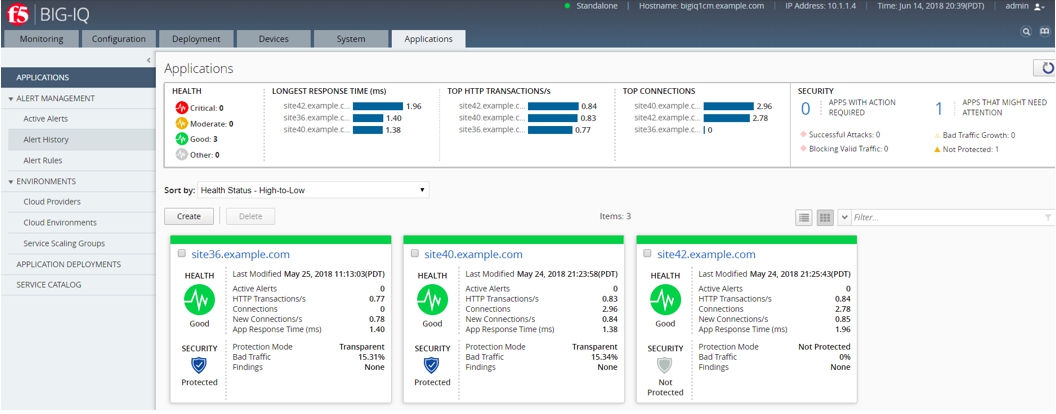 f5 BIG-IQ
Standalone | Hostname: bigiq1cm.example.com | IP Address: 10.1.1.4 | Time: Jun 14, 2018 20:39(PDT) | admin
Monitoring Configuration Deployment Devices System Applications
APPLICATIONS
ALERT MANAGEMENT
Active Alerts
Alert History
Alert Rules
ENVIRONMENTS
Cloud Providers
Cloud Environments
Service Scaling Groups
APPLICATION DEPLOYMENTS
SERVICE CATALOG
Applications
HEALTH
Critical: 0
Moderate: 0
Good: 3
Other: 0
LONGEST RESPONSE TIME (ms)
site42.example.c... 1.96
site36.example.c... 1.40
site40.example.c... 1.38
TOP HTTP TRANSACTIONS/s
site42.example.c... 0.84
site40.example.c... 0.83
site36.example.c... 0.77
TOP CONNECTIONS
site40.example.c... 2.96
site42.example.c... 2.78
site36.example.c... 0
SECURITY
0 APPS WITH ACTION REQUIRED
1 APPS THAT MIGHT NEED ATTENTION
Successful Attacks: 0
Bad Traffic Growth: 0
Blocking Valid Traffic: 0
Not Protected: 1
Sort by: Health Status - High-to-Low
Create Delete Items: 3 Filter...
site36.example.com
HEALTH
Good
Last Modified May 25, 2018 11:13:03(PDT)
Active Alerts 0
HTTP Transactions/s 0.77
Connections 0
New Connections/s 0.78
App Response Time (ms) 1.40
SECURITY
Protected
Protection Mode Transparent
Bad Traffic 15.31%
Findings None
site40.example.com
HEALTH
Good
Last Modified May 24, 2018 21:23:58(PDT)
Active Alerts 0
HTTP Transactions/s 0.83
Connections 2.96
New Connections/s 0.84
App Response Time (ms) 1.38
SECURITY
Protected
Protection Mode Transparent
Bad Traffic 15.34%
Findings None
site42.example.com
HEALTH
Good
Last Modified May 24, 2018 21:25:43(PDT)
Active Alerts 0
HTTP Transactions/s 0.84
Connections 2.78
New Connections/s 0.85
App Response Time (ms) 1.96
SECURITY
Not
Protected
Protection Mode Not Protected
Bad Traffic 0%
Findings None